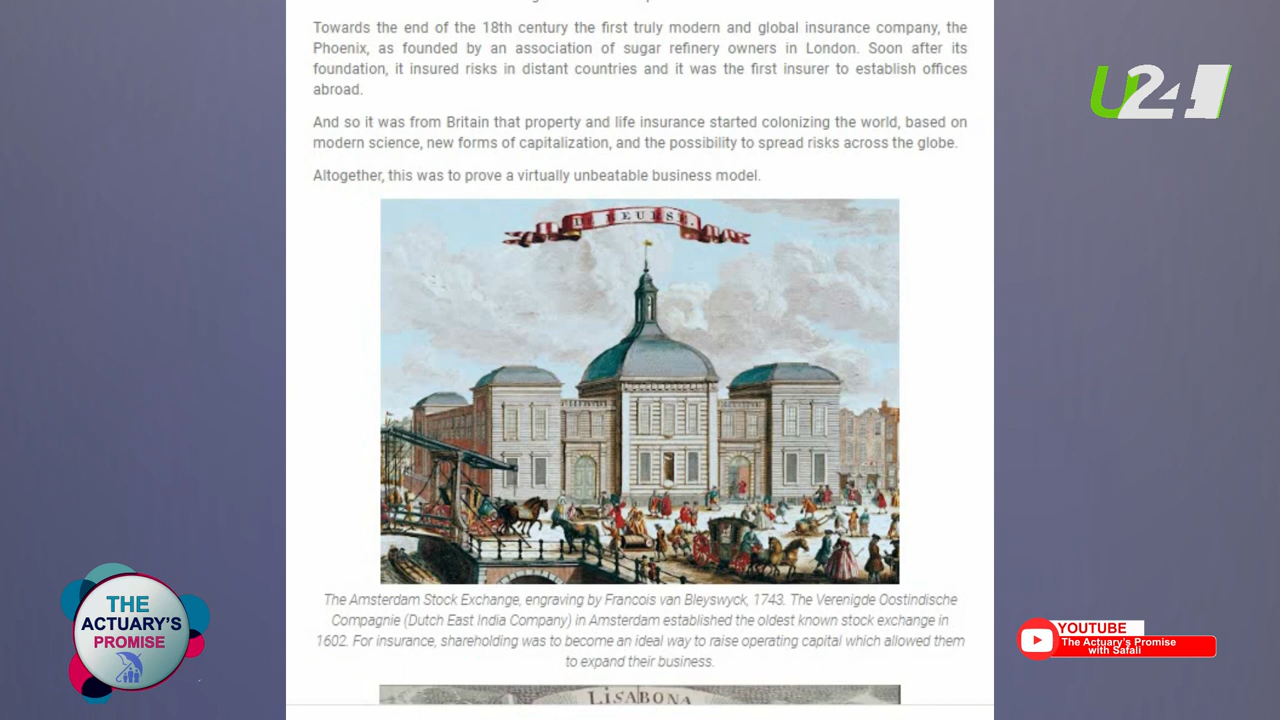 Towards the end of the 18th century the first truly modern and global insurance company, the
Phoenix, as founded by an association of sugar refinery owners in London. Soon after its
foundation, it insured risks in distant countries and it was the first insurer to establish offices
abroad.
And so it was from Britain that property and life insurance started colonizing the world, based on
modern science, new forms of capitalization, and the possibility to spread risks across the globe.
Altogether, this was to prove a virtually unbeatable business model.
The Amsterdam Stock Exchange, engraving by Francois van Bleyswyck, 1743. The Verenigde Oostindische
Compagnie (Dutch East India Company) in Amsterdam established the oldest known stock exchange in
1602. For insurance, shareholding was to become an ideal way to raise operating capital which allowed them
to expand their business.
LISABONA
U24
THE
ACTUARY'S
PROMISE
YOUTUBE
The Actuary's Promise
with Safali